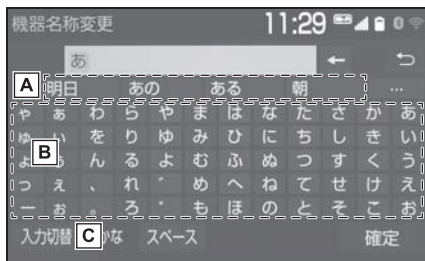 機器名称変更 11:29
あ ←
A 明日 あの ある 朝 …
ゃ ぁ わ ら や ま は な た さ か あ
ゅ ぃ を り ゆ み ひ に ち し き い
ょ ぅ ん る よ む ふ ぬ つ す く う
っ ぇ 、 れ ゛ め へ ね て せ け え
ー ぉ 。 ろ ゜ も ほ の と そ こ お
B
入力切替 C かな スペース 確定